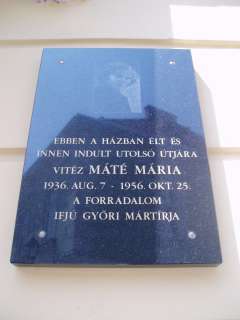 EBBEN A HÁZBAN ÉLT ÉS
INNEN INDULT UTOLSÓ ÚTJÁRA
VITÉZ MÁTÉ MÁRIA
1936. AUG. 7 - 1956. OKT. 25.
A FORRADALOM
IFJÚ GYŐRI MÁRTÍRJA